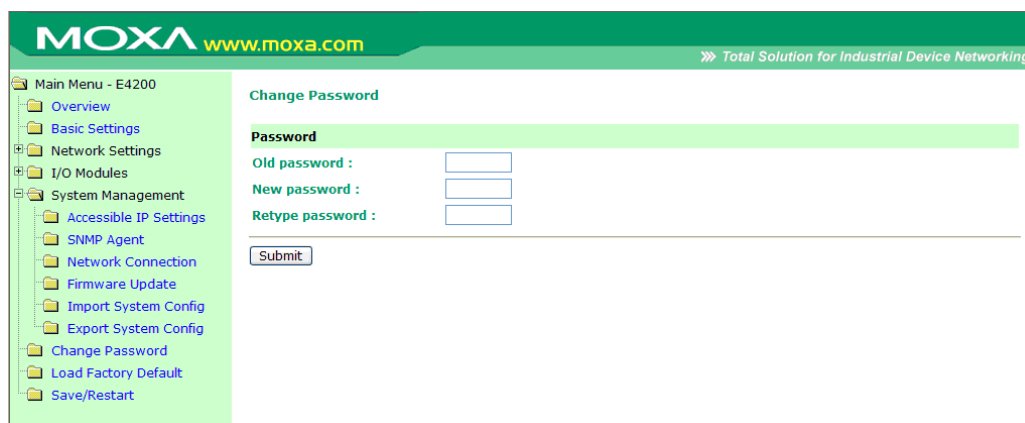 MOXA www.moxa.com
Total Solution for Industrial Device Networking
Main Menu - E4200
Overview
Basic Settings
Network Settings
I/O Modules
System Management
Accessible IP Settings
SNMP Agent
Network Connection
Firmware Update
Import System Config
Export System Config
Change Password
Load Factory Default
Save/Restart
Change Password
Password
Old password :
New password :
Retype password :
Submit